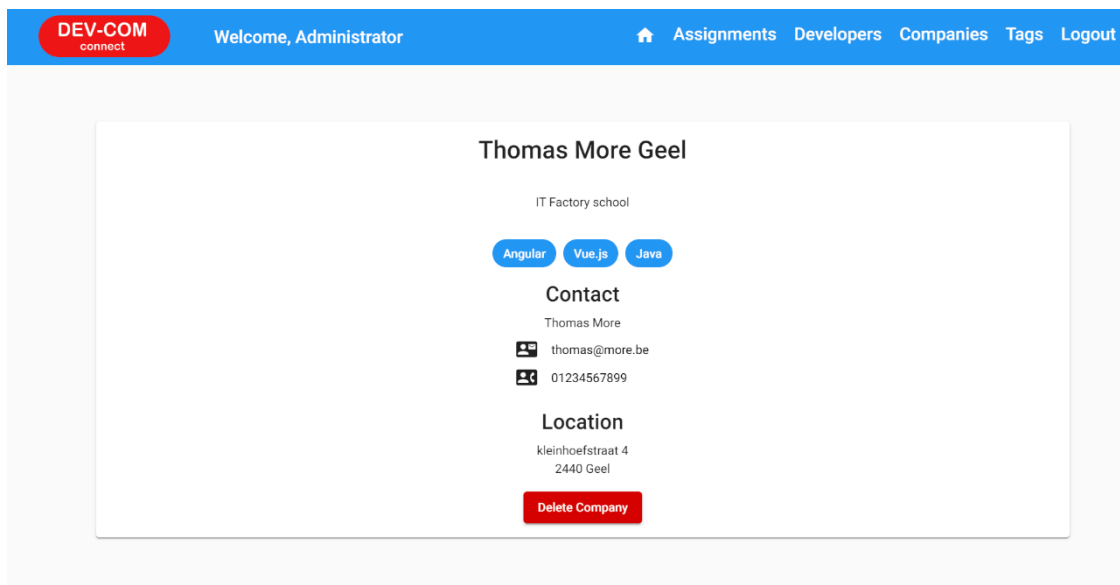 DEV-COM
connect
Welcome, Administrator
Assignments Developers Companies Tags Logout
Thomas More Geel
IT Factory school
Angular Vue.js Java
Contact
Thomas More
thomas@more.be
01234567899
Location
kleinhoefstraat 4
2440 Geel
Delete Company